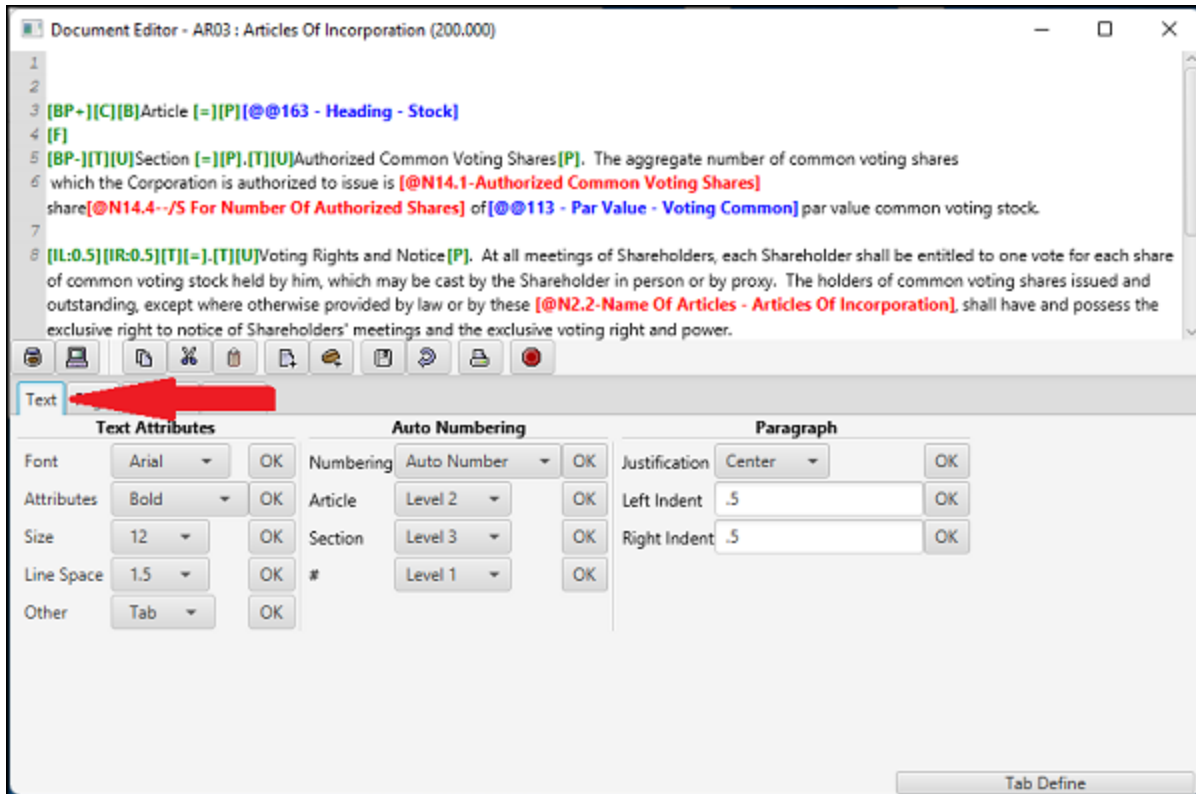 Document Editor - AR03 : Articles Of Incorporation (200.000)
1
2
3 [BP+][C][B]Article [=][P][@@163 - Heading - Stock]
4 [F]
5 [BP-][T][U]Section [=][P].[T][U]Authorized Common Voting Shares[P].  The aggregate number of common voting shares
6 which the Corporation is authorized to issue is [@N14.1-Authorized Common Voting Shares]
share[@N14.4--/S For Number Of Authorized Shares] of[@@113 - Par Value - Voting Common] par value common voting stock.
7
8 [IL:0.5][IR:0.5][T][=].[T][U]Voting Rights and Notice[P].  At all meetings of Shareholders, each Shareholder shall be entitled to one vote for each share
of common voting stock held by him, which may be cast by the Shareholder in person or by proxy.  The holders of common voting shares issued and
outstanding, except where otherwise provided by law or by these [@N2.2-Name Of Articles - Articles Of Incorporation], shall have and possess the
exclusive right to notice of Shareholders' meetings and the exclusive voting right and power.
Text
Text Attributes Auto Numbering Paragraph
Font Arial OK Numbering Auto Number OK Justification Center OK
Attributes Bold OK Article Level 2 OK Left Indent .5 OK
Size 12 OK Section Level 3 OK Right Indent .5 OK
Line Space 1.5 OK # Level 1 OK
Other Tab OK
Tab Define